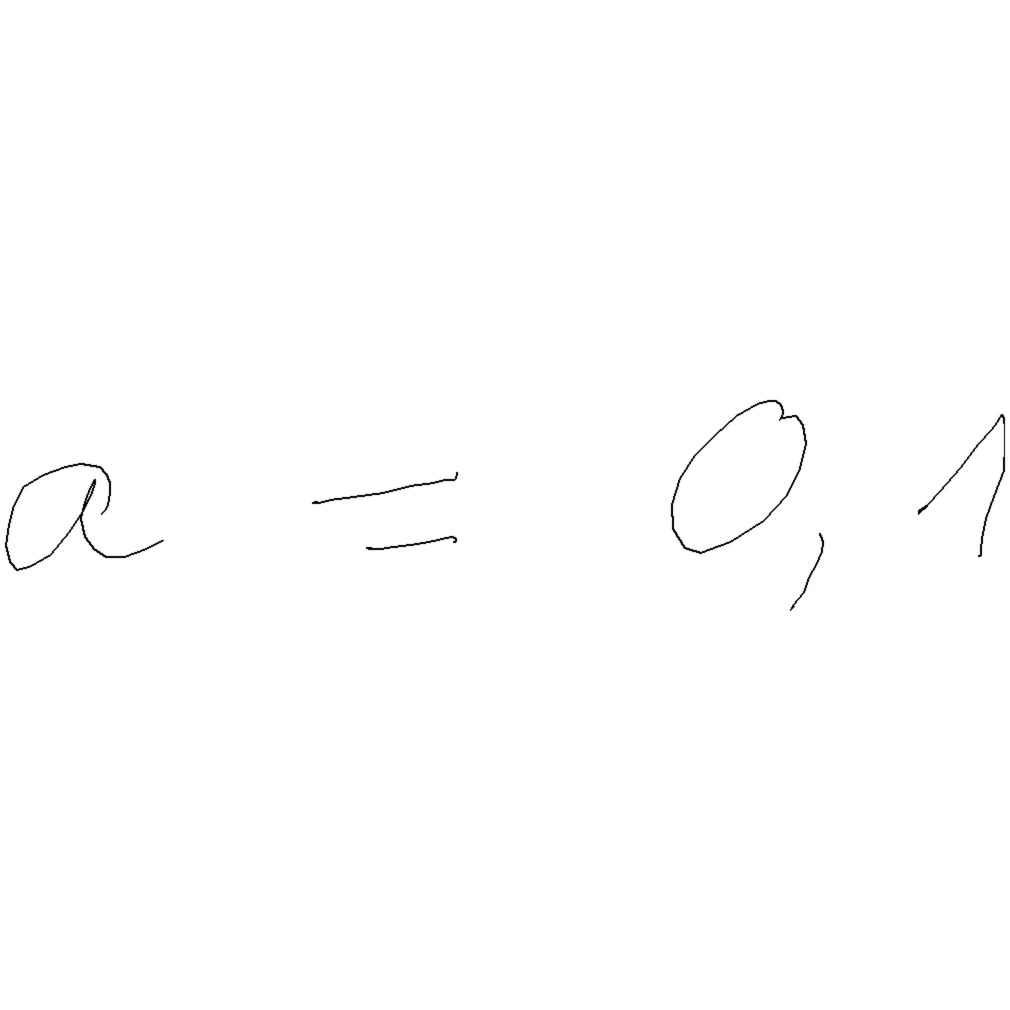 a = 0,1